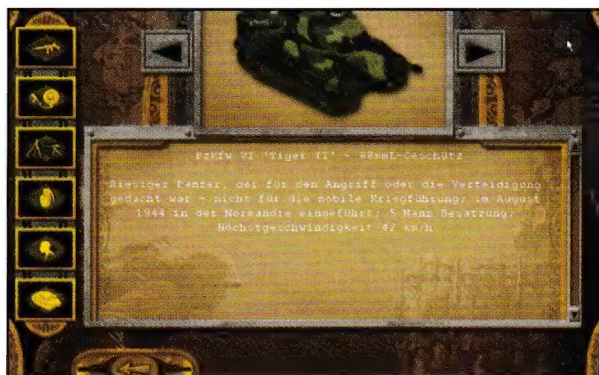 PzKfw VI 'Tiger II' - 88mmL-Geschütz
Riesiger Panzer, der für den Angriff oder die Verteidigung
gedacht war - nicht für die mobile Kriegführung; im August
1944 in der Normandie eingeführt; 5 Mann Besatzung;
Höchstgeschwindigkeit 42 km/h.